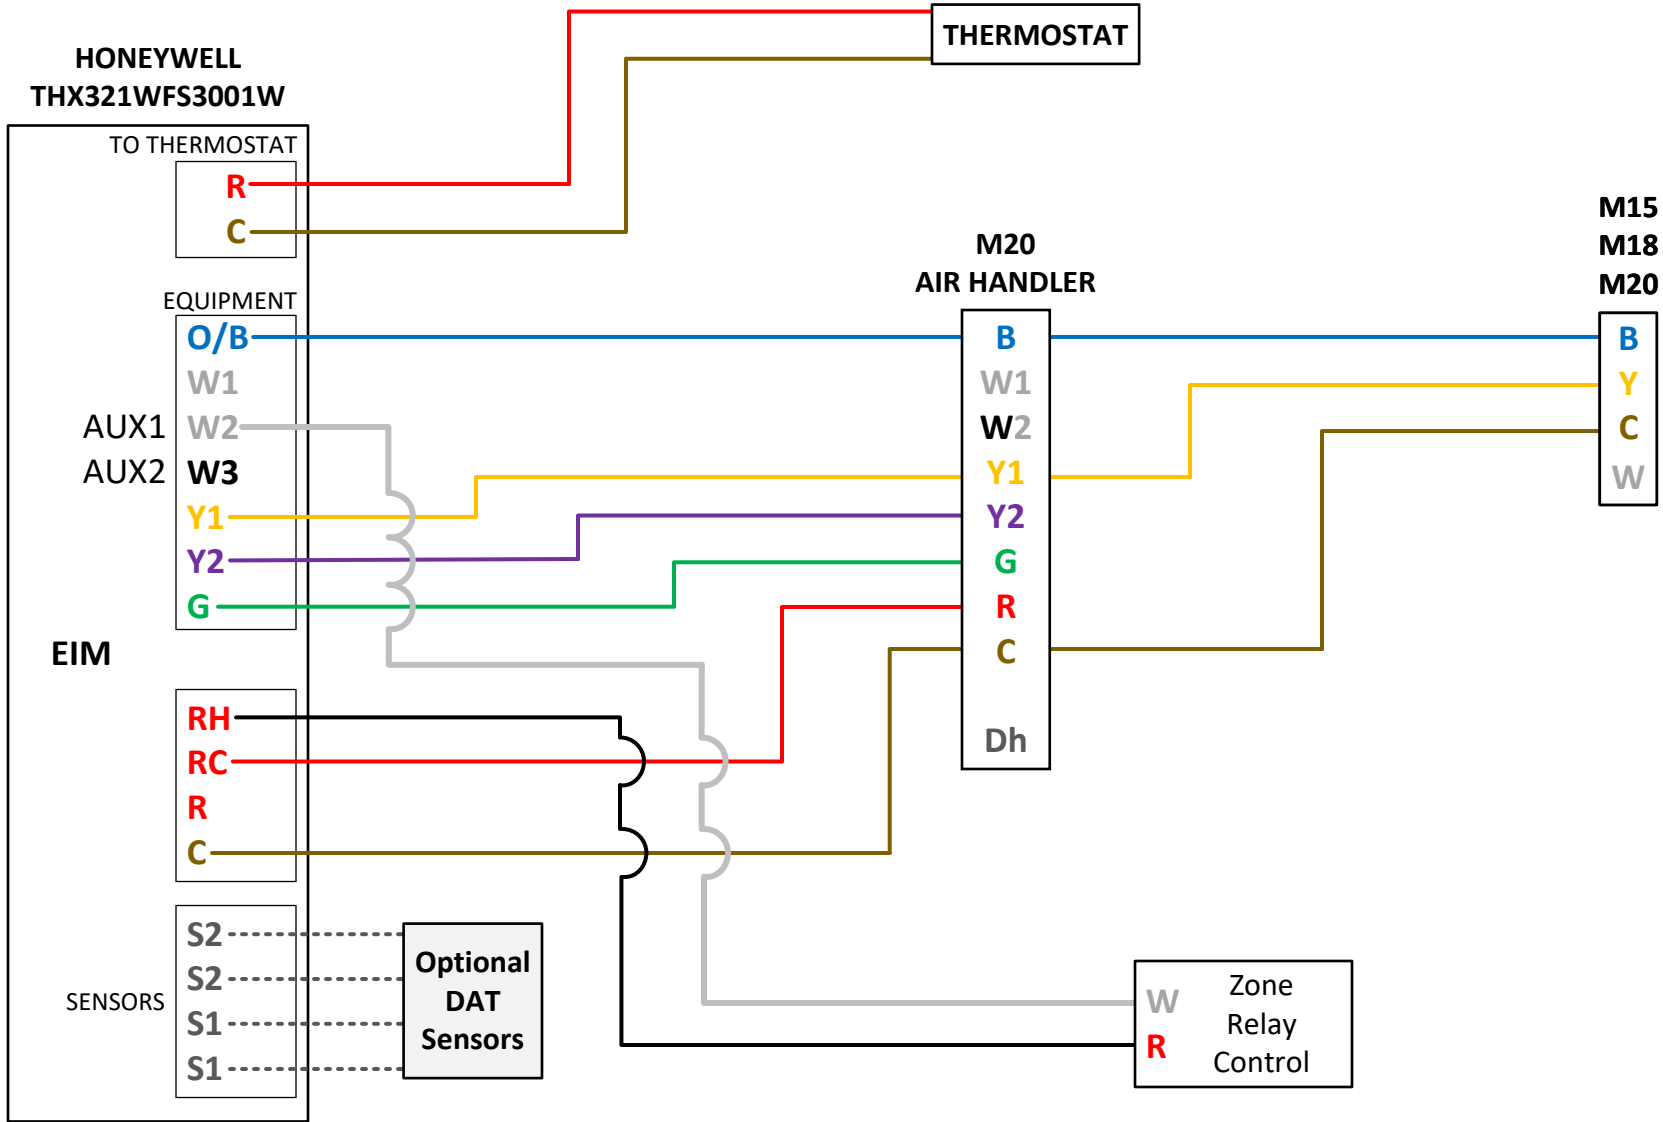 THERMOSTAT
HONEYWELL
THX321WFS3001W
TO THERMOSTAT
R
C
EQUIPMENT
O/B
W1
AUX1 W2
AUX2 W3
Y1
Y2
G
EIM
RH
RC
R
C
SENSORS
S2
S2
S1
S1
Optional
DAT
Sensors
M20
AIR HANDLER
B
W1
W2
Y1
Y2
G
R
C
Dh
M15
M18
M20
B
Y
C
W
W
R
Zone
Relay
Control